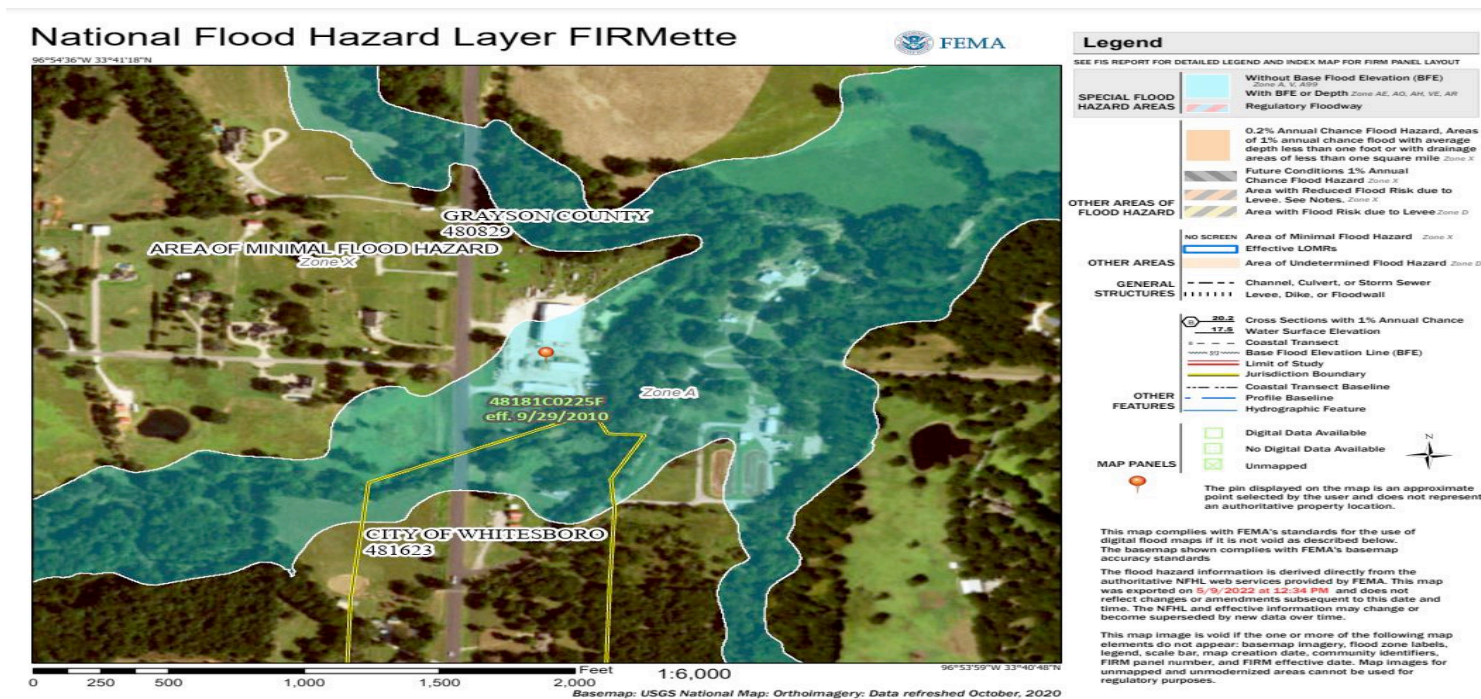 National Flood Hazard Layer FIRMette
FEMA
96°54'36"W 33°41'18"N
GRAYSON COUNTY
480829
AREA OF MINIMAL FLOOD HAZARD
Zone X
Zone A
48181C0225F
eff. 9/29/2010
CITY OF WHITESBORO
481623
0 250 500 1,000 1,500 2,000
Feet
1:6,000
96°53'59"W 33°40'48"N
Basemap: USGS National Map: Orthoimagery: Data refreshed October, 2020
Legend
SEE FIS REPORT FOR DETAILED LEGEND AND INDEX MAP FOR FIRM PANEL LAYOUT
SPECIAL FLOOD
HAZARD AREAS
Without Base Flood Elevation (BFE)
Zone A, V, A99
With BFE or Depth Zone AE, AO, AH, VE, AR
Regulatory Floodway
OTHER AREAS OF
FLOOD HAZARD
0.2% Annual Chance Flood Hazard, Areas
of 1% annual chance flood with average
depth less than one foot or with drainage
areas of less than one square mile Zone X
Future Conditions 1% Annual
Chance Flood Hazard Zone X
Area with Reduced Flood Risk due to
Levee. See Notes. Zone X
Area with Flood Risk due to Levee Zone D
OTHER AREAS
NO SCREEN Area of Minimal Flood Hazard Zone X
Effective LOMRs
Area of Undetermined Flood Hazard Zone D
GENERAL
STRUCTURES
Channel, Culvert, or Storm Sewer
Levee, Dike, or Floodwall
OTHER
FEATURES
20.2 Cross Sections with 1% Annual Chance
17.5 Water Surface Elevation
Coastal Transect
Base Flood Elevation Line (BFE)
Limit of Study
Jurisdiction Boundary
Coastal Transect Baseline
Profile Baseline
Hydrographic Feature
MAP PANELS
Digital Data Available
No Digital Data Available
Unmapped
N
The pin displayed on the map is an approximate
point selected by the user and does not represent
an authoritative property location.
This map complies with FEMA's standards for the use of
digital flood maps if it is not void as described below.
The basemap shown complies with FEMA's basemap
accuracy standards
The flood hazard information is derived directly from the
authoritative NFHL web services provided by FEMA. This map
was exported on 5/9/2022 at 12:34 PM and does not
reflect changes or amendments subsequent to this date and
time. The NFHL and effective information may change or
become superseded by new data over time.
This map image is void if the one or more of the following map
elements do not appear: basemap imagery, flood zone labels,
legend, scale bar, map creation date, community identifiers,
FIRM panel number, and FIRM effective date. Map images for
unmapped and unmodernized areas cannot be used for
regulatory purposes.